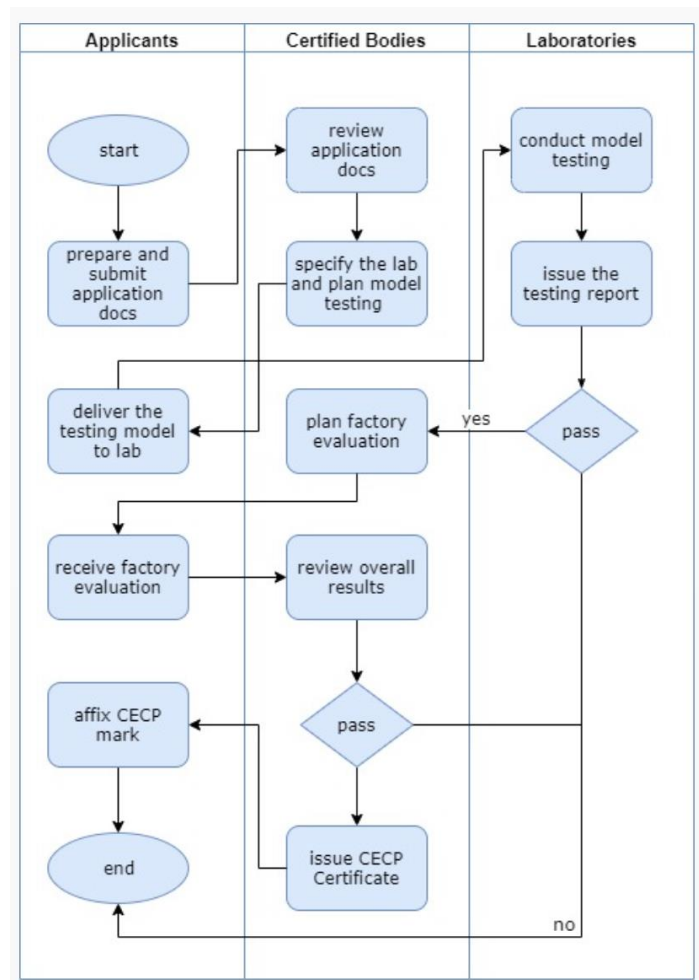 Applicants
Certified Bodies
Laboratories
start
review
application
docs
conduct model
testing
prepare and
submit
application
docs
specify the lab
and plan model
testing
issue the
testing report
deliver the
testing model
to lab
plan factory
evaluation
yes
pass
receive factory
evaluation
review overall
results
affix CECP
mark
pass
end
issue CECP
Certificate
no